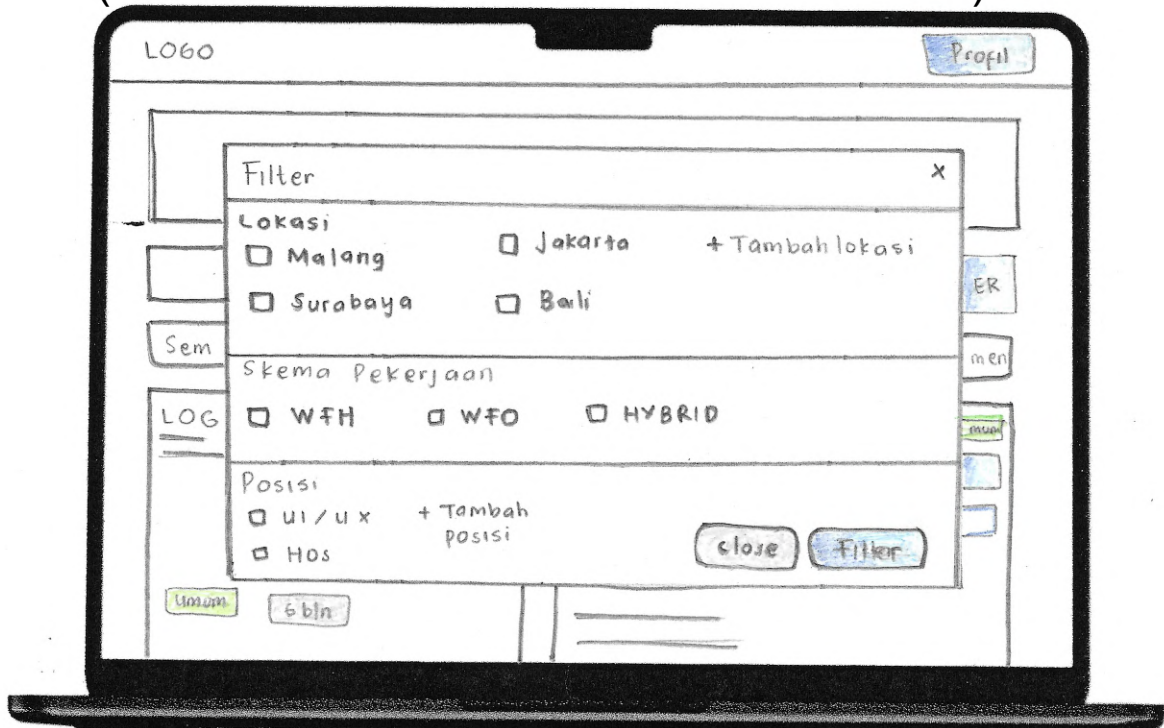 LOGO
Profil
Filter x
Lokasi
Malang Jakarta + Tambah lokasi
Surabaya Bali
ER
Sem
men
Skema Pekerjaan
LOG
WFH WFO HYBRID
mum
Posisi
UI/UX + Tambah
posisi
HOS
close Filter
Umum 6 bln